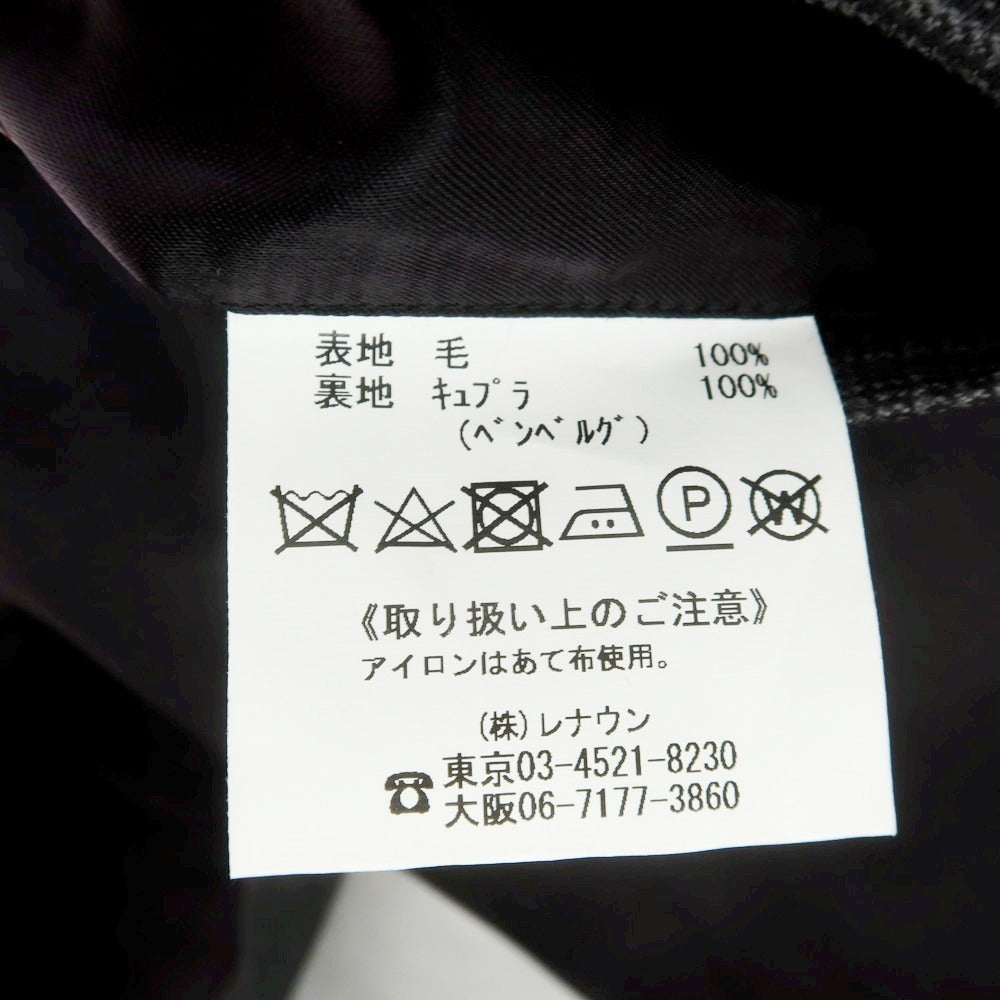 表地 毛 100%
裏地 ｷｭﾌﾟﾗ 100%
(ﾍﾞﾝﾍﾞﾙｸﾞ)
P W
《取り扱い上のご注意》
アイロンはあて布使用。
(株)レナウン
☎東京03-4521-8230
大阪06-7177-3860